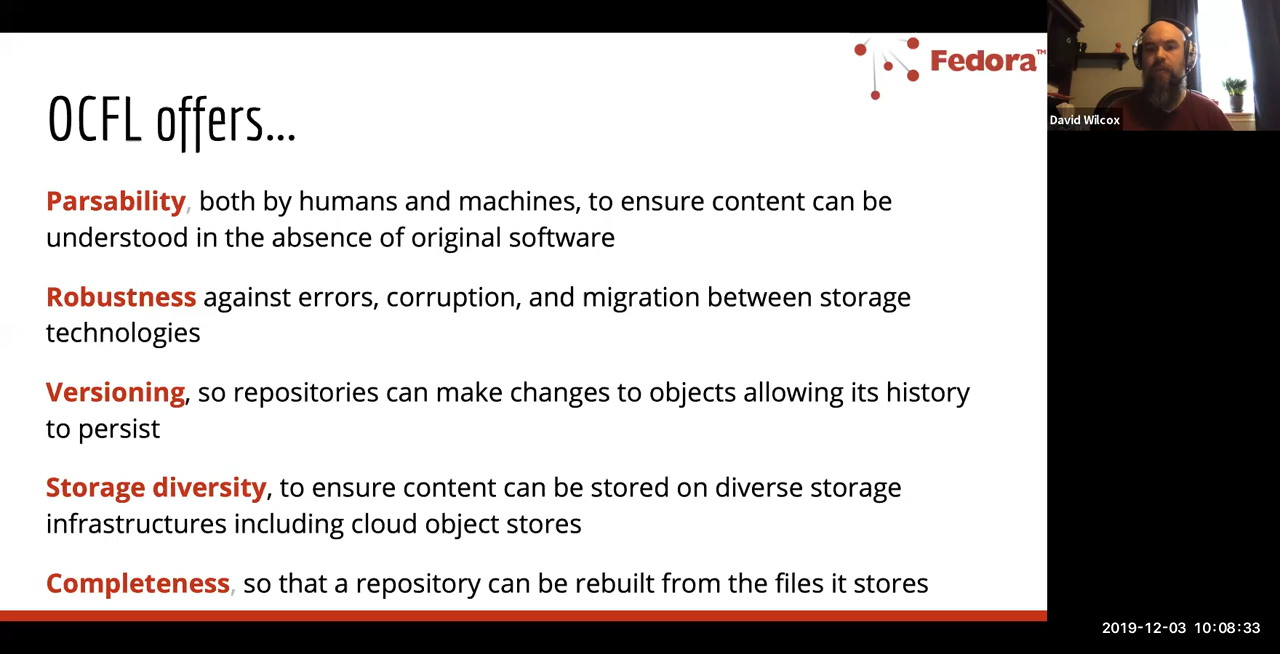 Fedora™
OCFL offers...
Parsability, both by humans and machines, to ensure content can be
understood in the absence of original software
Robustness against errors, corruption, and migration between storage
technologies
Versioning, so repositories can make changes to objects allowing its history
to persist
Storage diversity, to ensure content can be stored on diverse storage
infrastructures including cloud object stores
Completeness, so that a repository can be rebuilt from the files it stores
David Wilcox
2019-12-03 10:08:33